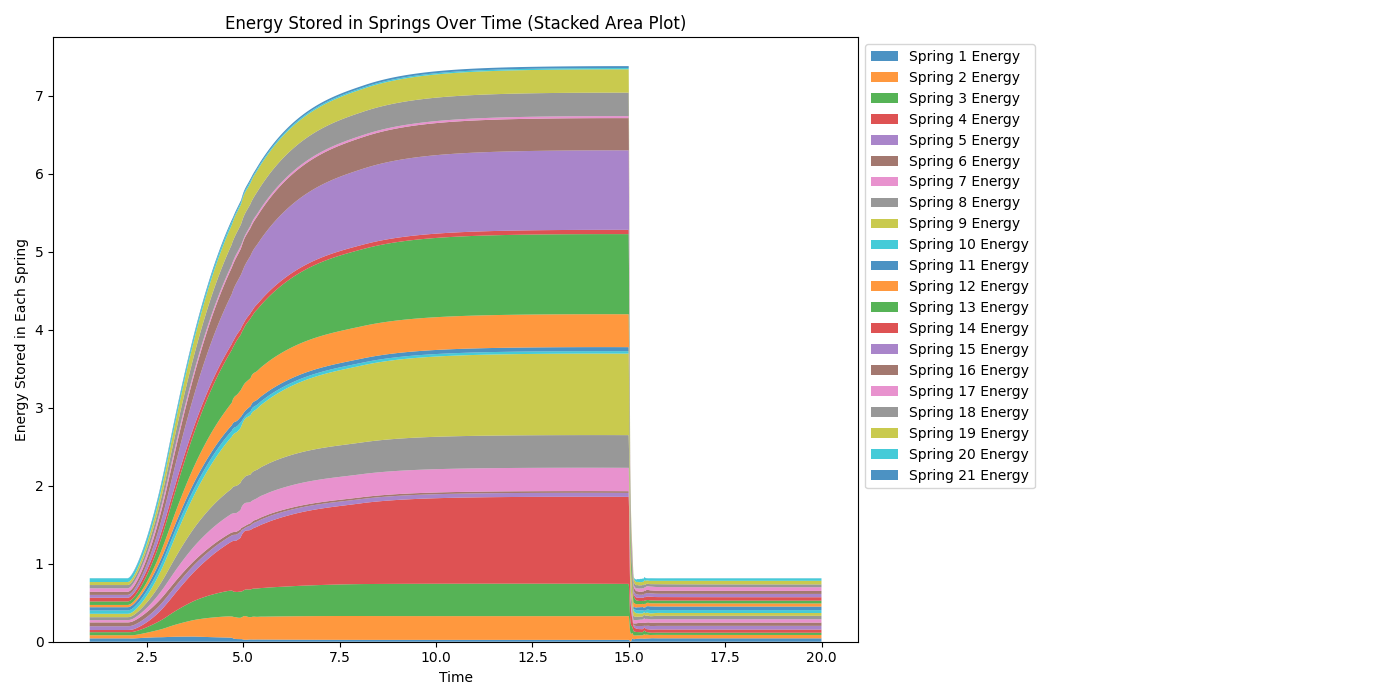 Energy Stored in Springs Over Time (Stacked Area Plot)
Energy Stored in Each Spring
7
6
5
4
3
2
1
0
2.5 5.0 7.5 10.0 12.5 15.0 17.5 20.0
Time
Spring 1 Energy
Spring 2 Energy
Spring 3 Energy
Spring 4 Energy
Spring 5 Energy
Spring 6 Energy
Spring 7 Energy
Spring 8 Energy
Spring 9 Energy
Spring 10 Energy
Spring 11 Energy
Spring 12 Energy
Spring 13 Energy
Spring 14 Energy
Spring 15 Energy
Spring 16 Energy
Spring 17 Energy
Spring 18 Energy
Spring 19 Energy
Spring 20 Energy
Spring 21 Energy